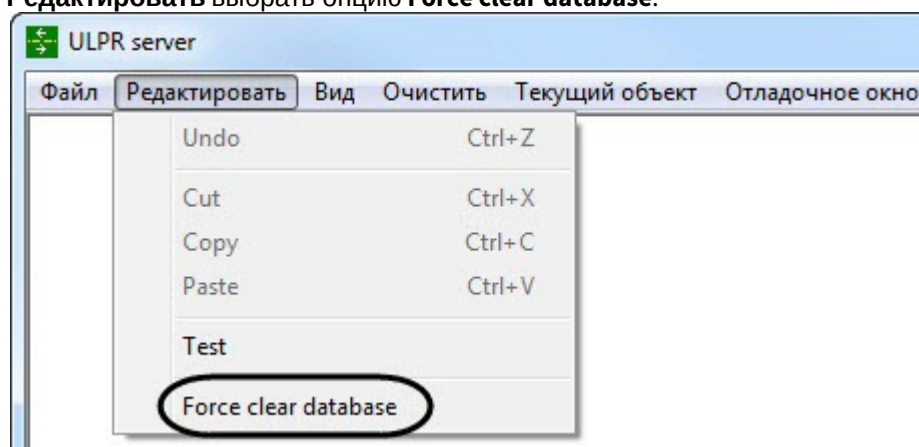 Редактировать выбрать опцию Force clear database.
ULPR server
Файл Редактировать Вид Очистить Текущий объект Отладочное окно
Undo Ctrl+Z
Cut Ctrl+X
Copy Ctrl+C
Paste Ctrl+V
Test
Force clear database